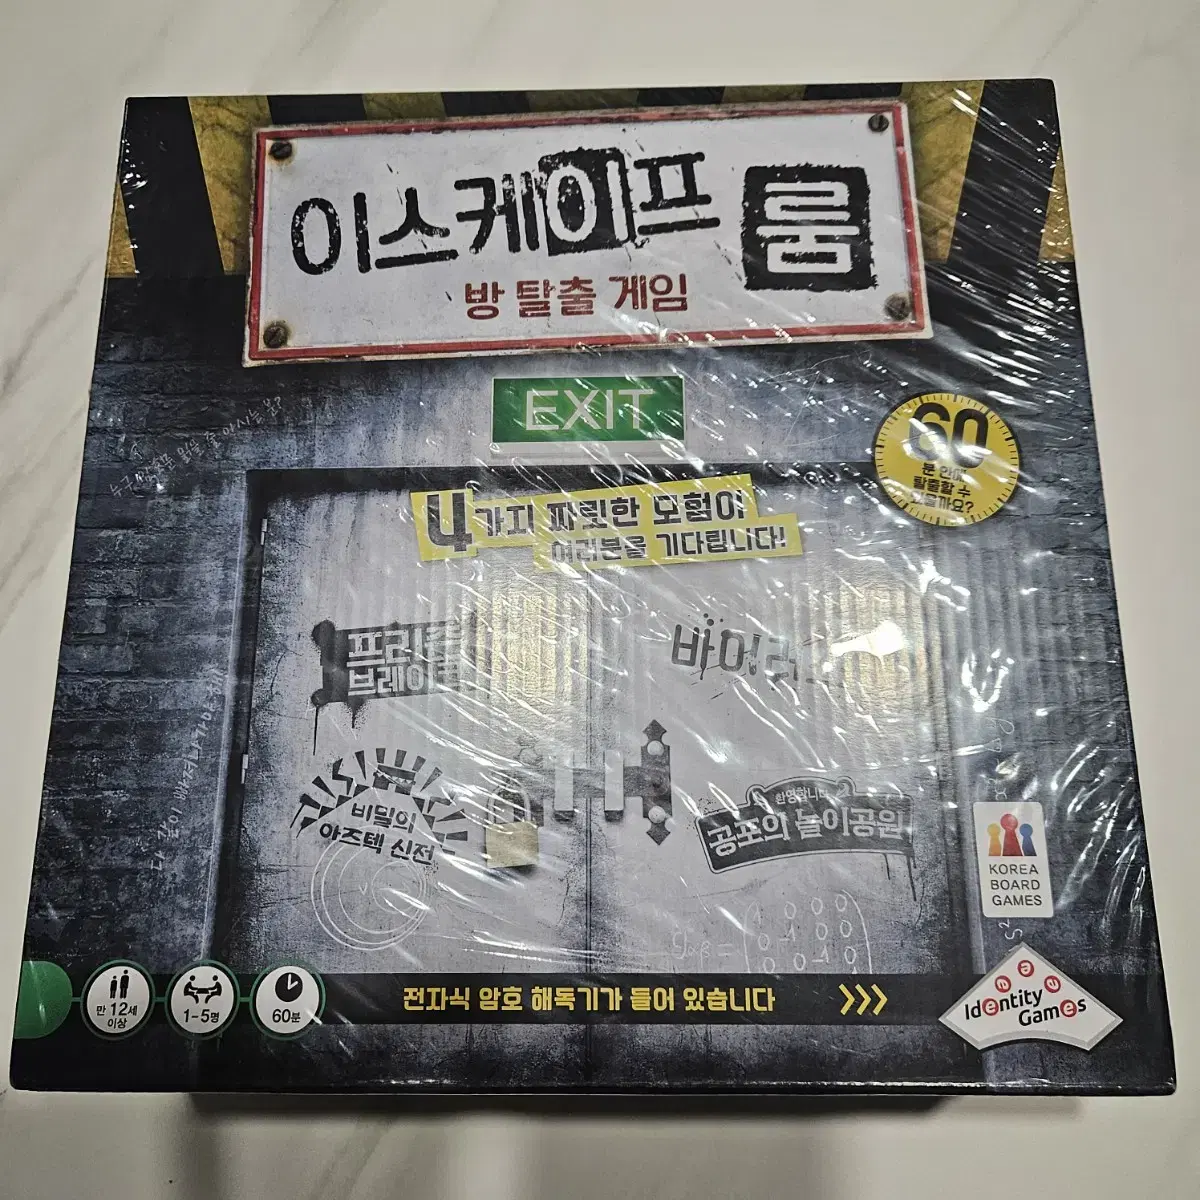 이스케이프 룸
방 탈출 게임
EXIT
60
분 안에
탈출할 수
있을까요?
4가지 짜릿한 모험이
여러분을 기다립니다!
프리즌
브레이크
바이러스
비밀의
아즈텍 신전
환영합니다
공포의 놀이공원
KOREA
BOARD
GAMES
만 12세
이상
1-5명
60분
전자식 암호 해독기가 들어 있습니다
Identity
Games